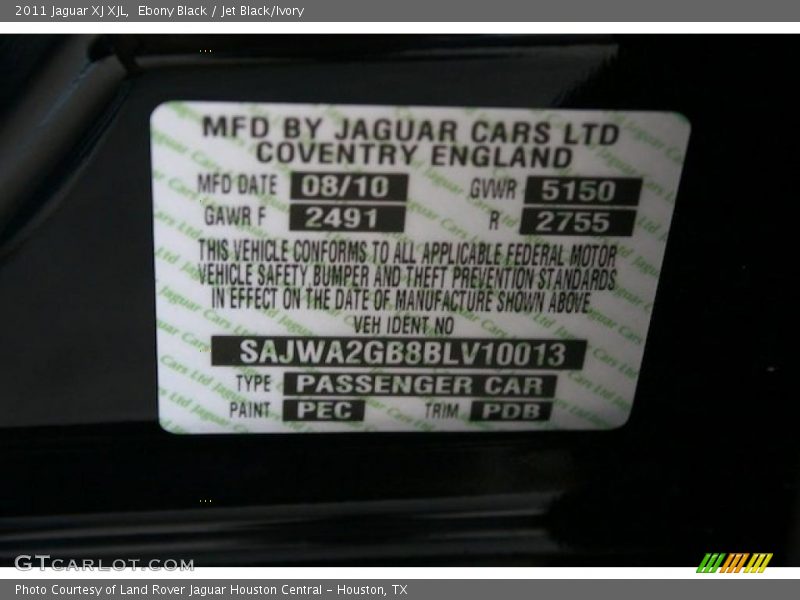 2011 Jaguar XJ XJL, Ebony Black / Jet Black/Ivory
MFD BY JAGUAR CARS LTD
COVENTRY ENGLAND
MFD DATE 08/10 GVWR 5150
GAWR F 2491 R 2755
THIS VEHICLE CONFORMS TO ALL APPLICABLE FEDERAL MOTOR
VEHICLE SAFETY BUMPER AND THEFT PREVENTION STANDARDS
IN EFFECT ON THE DATE OF MANUFACTURE SHOWN ABOVE
VEH IDENT NO
SAJWA2GB8BLV10013
TYPE PASSENGER CAR
PAINT PEC TRIM PDB
GTCARLOT.COM
Photo Courtesy of Land Rover Jaguar Houston Central - Houston, TX